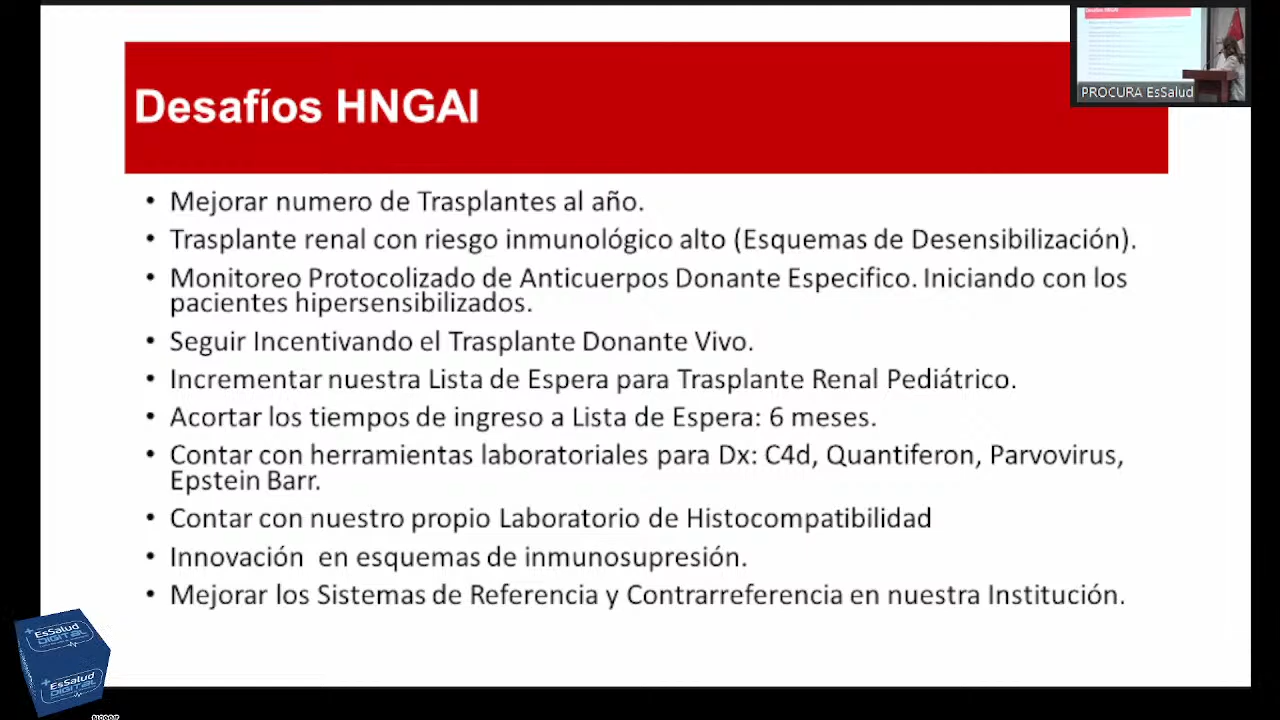 Desafíos HNGAI
PROCURA EsSalud
• Mejorar numero de Trasplantes al año.
• Trasplante renal con riesgo inmunológico alto (Esquemas de Desensibilización).
• Monitoreo Protocolizado de Anticuerpos Donante Especifico. Iniciando con los
pacientes hipersensibilizados.
• Seguir Incentivando el Trasplante Donante Vivo.
• Incrementar nuestra Lista de Espera para Trasplante Renal Pediátrico.
• Acortar los tiempos de ingreso a Lista de Espera: 6 meses.
• Contar con herramientas laboratoriales para Dx: C4d, Quantiferon, Parvovirus,
Epstein Barr.
• Contar con nuestro propio Laboratorio de Histocompatibilidad
• Innovación en esquemas de inmunosupresión.
• Mejorar los Sistemas de Referencia y Contrarreferencia en nuestra Institución.
EsSalud
DIGITAL
EsSalud
DIGITAL